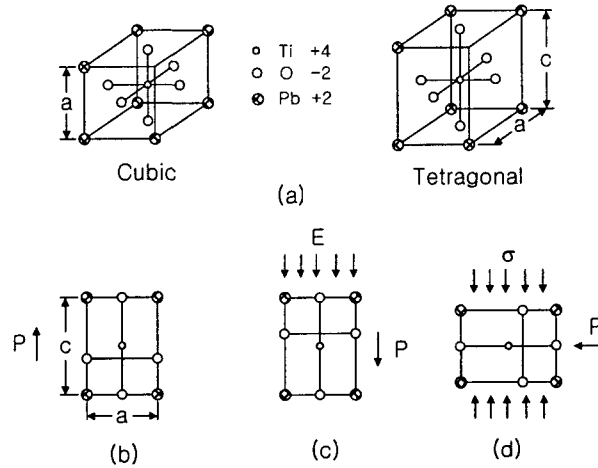 Ti +4
O -2
Pb +2
a
c
a
Cubic
Tetragonal
(a)
E
σ
P
c
a
P
P
(b)
(c)
(d)